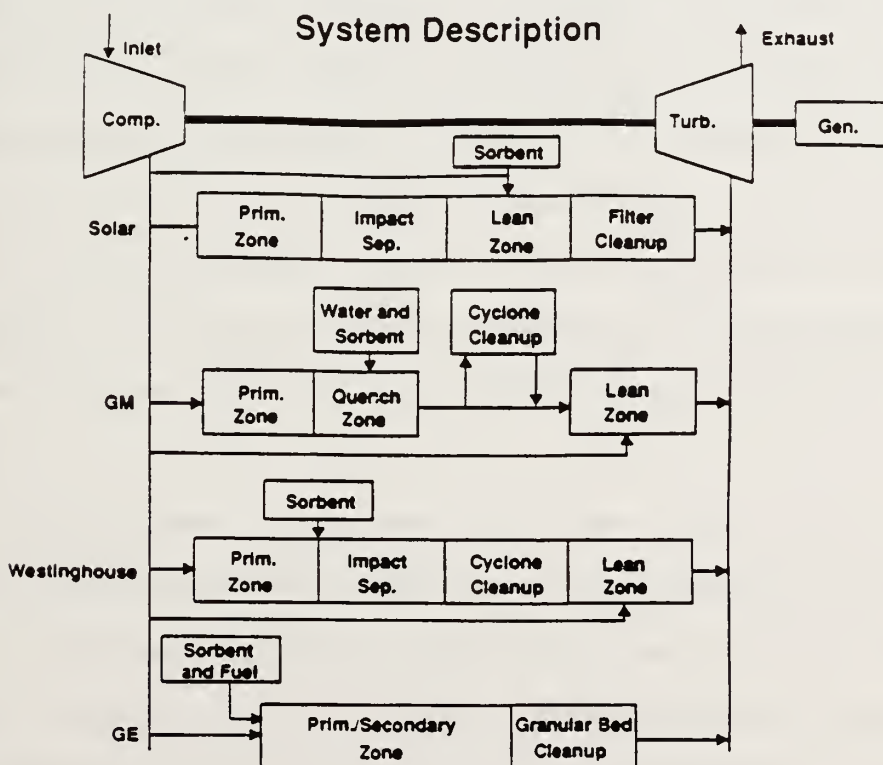 System Description
Inlet
Exhaust
Comp.
Turb.
Gen.
Sorbent
Solar
Prim.
Zone
Impact
Sep.
Lean
Zone
Filter
Cleanup
Water and
Sorbent
Cyclone
Cleanup
GM
Prim.
Zone
Quench
Zone
Lean
Zone
Sorbent
Westinghouse
Prim.
Zone
Impact
Sep.
Cyclone
Cleanup
Lean
Zone
Sorbent
and Fuel
GE
Prim./Secondary
Zone
Granular Bed
Cleanup